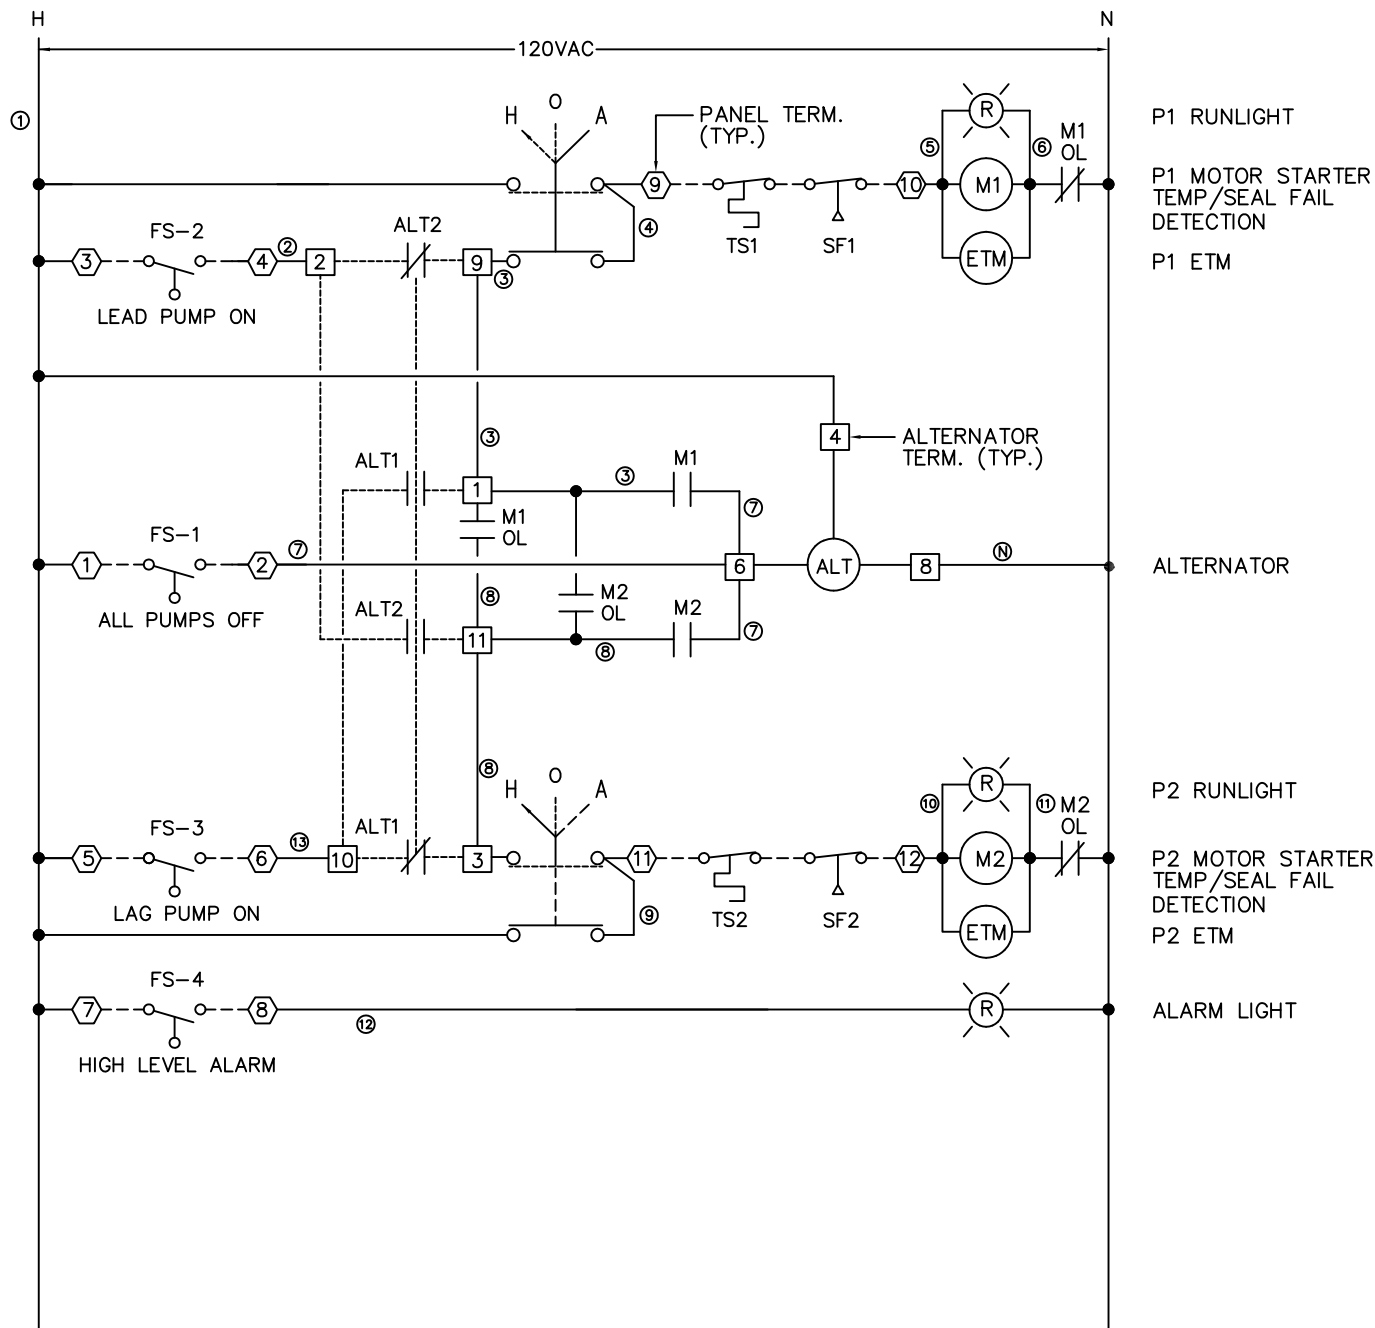 H
N
120VAC
①
H
O
A
PANEL TERM.
(TYP.)
R
P1 RUNLIGHT
⑤
⑥
M1
OL
9
10
M1
P1 MOTOR STARTER
TEMP/SEAL FAIL
DETECTION
TS1
SF1
④
FS-2
②
ALT2
3
4
2
9
③
ETM
P1 ETM
LEAD PUMP ON
4
ALTERNATOR
TERM. (TYP.)
③
ALT1
③
M1
1
M1
OL
⑦
FS-1
⑦
1
2
6
ALT
8
Ⓝ
ALTERNATOR
ALL PUMPS OFF
⑧
ALT2
M2
OL
M2
11
⑧
⑦
⑧
H
O
A
R
P2 RUNLIGHT
⑩
⑪
M2
OL
FS-3
⑬
ALT1
5
6
10
3
11
12
M2
P2 MOTOR STARTER
TEMP/SEAL FAIL
DETECTION
LAG PUMP ON
⑨
TS2
SF2
ETM
P2 ETM
FS-4
7
8
⑫
R
ALARM LIGHT
HIGH LEVEL ALARM